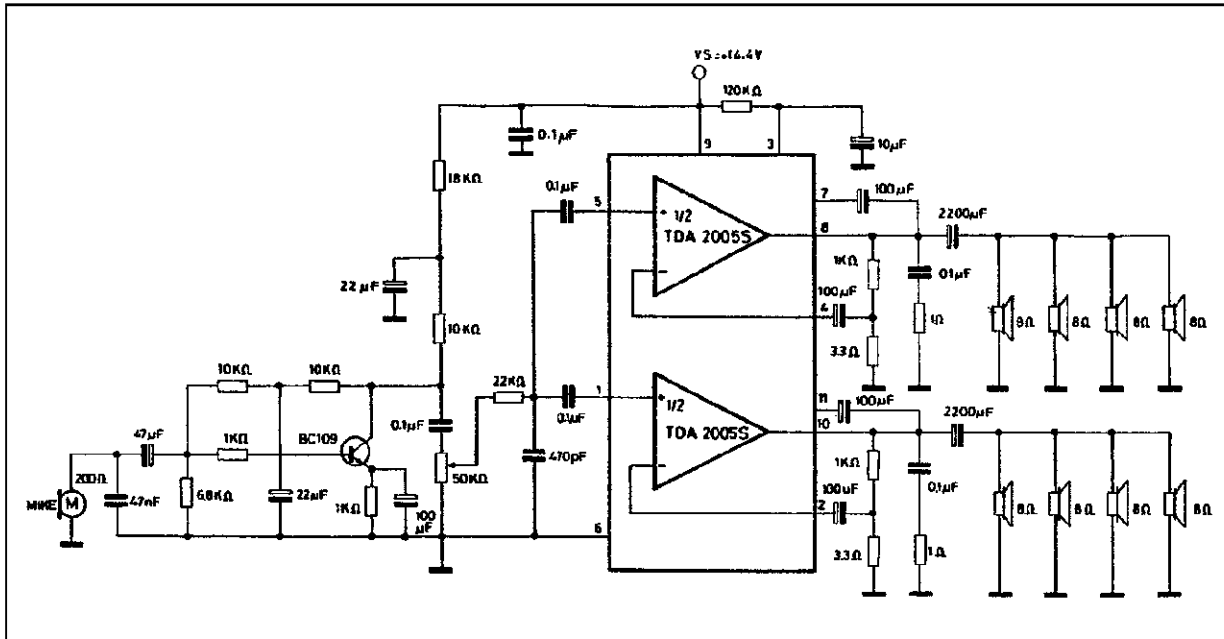 VS=+14.4V
120KΩ
0.1µF
9
3
10µF
18KΩ
0.1µF
5
7
100µF
1/2
TDA 2005S
8
2200µF
22µF
1KΩ
0.1µF
100µF
4
10KΩ
1Ω
3.3Ω
8Ω
8Ω
8Ω
8Ω
10KΩ
10KΩ
22KΩ
1
11
100µF
0.1µF
1/2
TDA 2005S
10
2200µF
47µF
1KΩ
BC109
0.1µF
470pF
1KΩ
0.1µF
200Ω
MIKE
M
47nF
6.8KΩ
22µF
1KΩ
100
µF
50KΩ
100µF
2
8Ω
8Ω
8Ω
8Ω
6
3.3Ω
1Ω